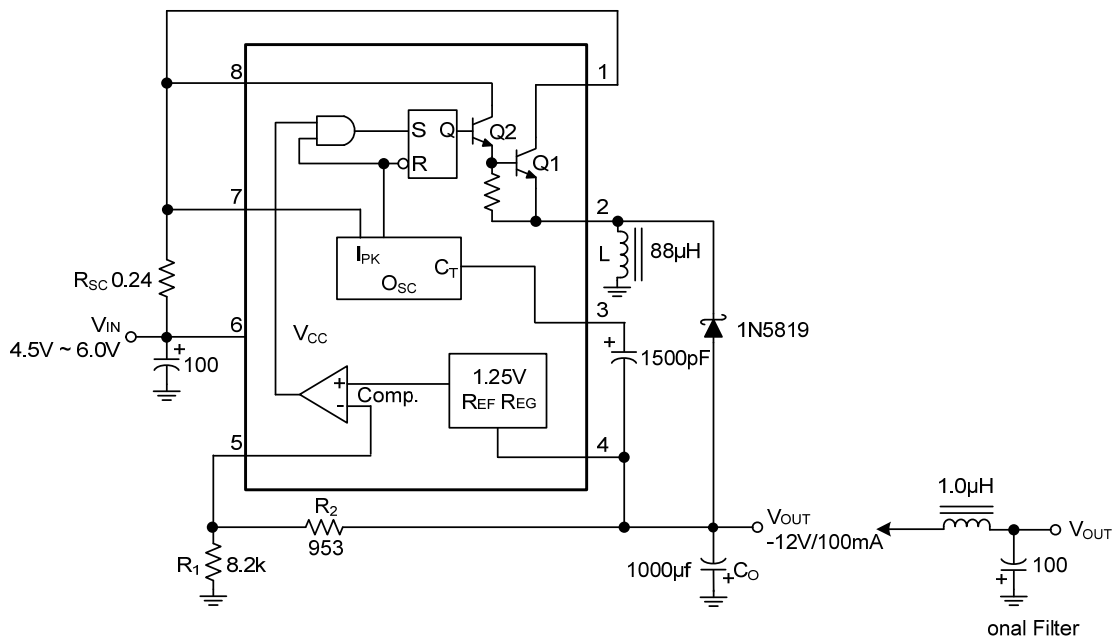 8
1
S Q
Q2
R
Q1
7
2
IPK
CT
OSC
L
88µH
RSC 0.24
3
VIN
6
4.5V ~ 6.0V
VCC
1N5819
+
100
+
1500pF
+
Comp.
-
1.25V
REF REG
5
4
R2
953
1.0µH
VOUT
-12V/100mA
VOUT
R1
8.2k
1000µf
+
CO
100
+
onal Filter